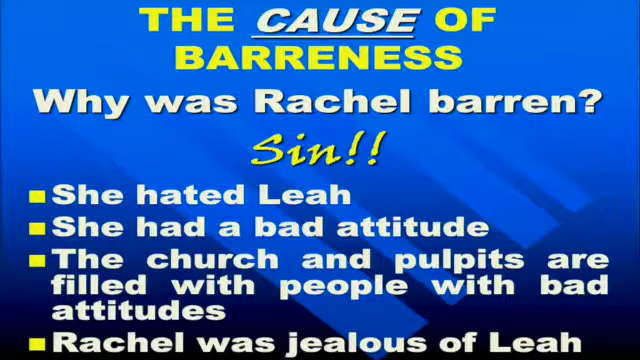 THE CAUSE OF
BARRENESS
Why was Rachel barren?
Sin!!
She hated Leah
She had a bad attitude
The church and pulpits are
filled with people with bad
attitudes
Rachel was jealous of Leah